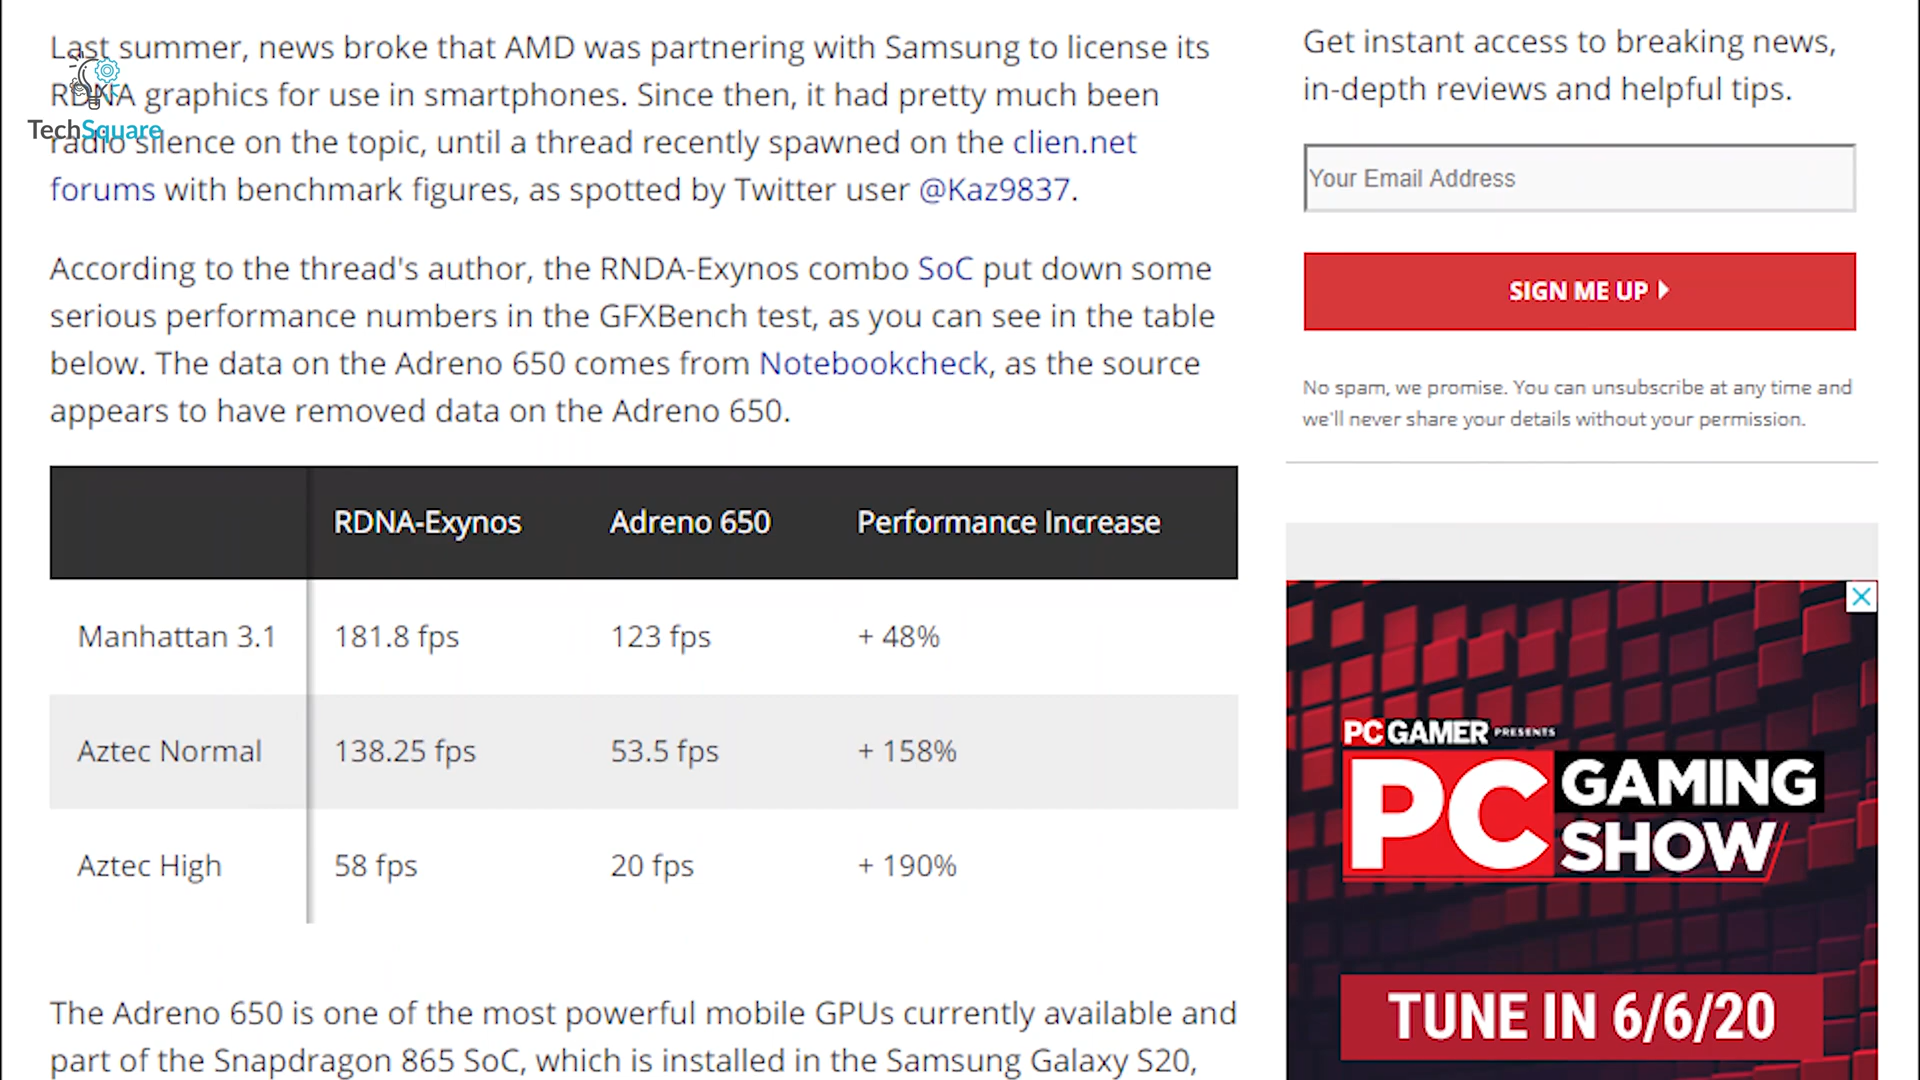 Last summer, news broke that AMD was partnering with Samsung to license its
RDNA graphics for use in smartphones. Since then, it had pretty much been
radio silence on the topic, until a thread recently spawned on the clien.net
forums with benchmark figures, as spotted by Twitter user @Kaz9837.
TechSquare
According to the thread's author, the RNDA-Exynos combo SoC put down some
serious performance numbers in the GFXBench test, as you can see in the table
below. The data on the Adreno 650 comes from Notebookcheck, as the source
appears to have removed data on the Adreno 650.
RDNA-Exynos Adreno 650 Performance Increase
Manhattan 3.1 181.8 fps 123 fps + 48%
Aztec Normal 138.25 fps 53.5 fps + 158%
Aztec High 58 fps 20 fps + 190%
The Adreno 650 is one of the most powerful mobile GPUs currently available and
part of the Snapdragon 865 SoC, which is installed in the Samsung Galaxy S20,
Get instant access to breaking news,
in-depth reviews and helpful tips.
Your Email Address
SIGN ME UP
No spam, we promise. You can unsubscribe at any time and
we'll never share your details without your permission.
PC GAMER PRESENTS
PC GAMING
SHOW
TUNE IN 6/6/20